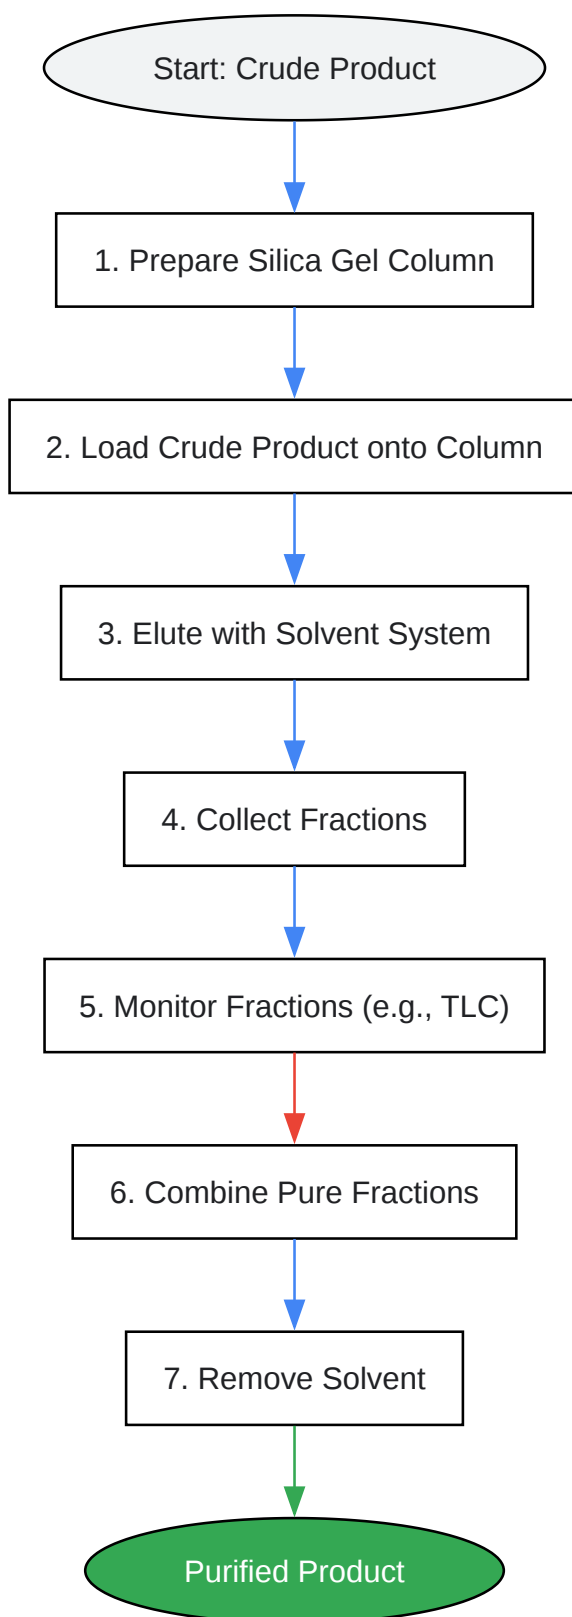 Start: Crude Product
1. Prepare Silica Gel Column
2. Load Crude Product onto Column
3. Elute with Solvent System
4. Collect Fractions
5. Monitor Fractions (e.g., TLC)
6. Combine Pure Fractions
7. Remove Solvent
Purified Product